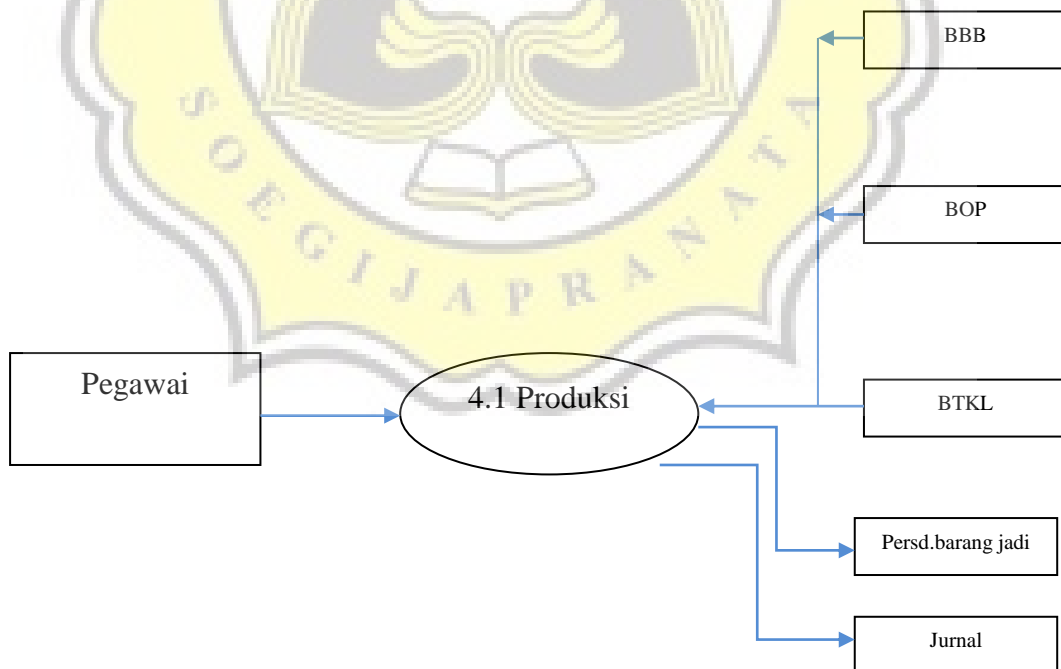 BBB
SOEGIJAPRANATA
BOP
Pegawai
4.1 Produksi
BTKL
Persd.barang jadi
Jurnal